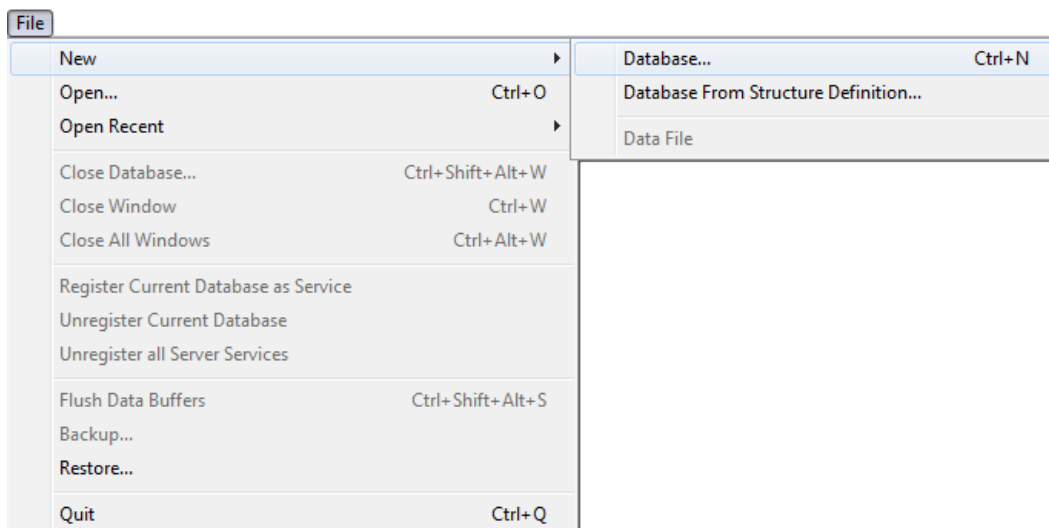 File
New
Database... Ctrl+N
Open... Ctrl+O
Database From Structure Definition...
Open Recent
Data File
Close Database... Ctrl+Shift+Alt+W
Close Window Ctrl+W
Close All Windows Ctrl+Alt+W
Register Current Database as Service
Unregister Current Database
Unregister all Server Services
Flush Data Buffers Ctrl+Shift+Alt+S
Backup...
Restore...
Quit Ctrl+Q